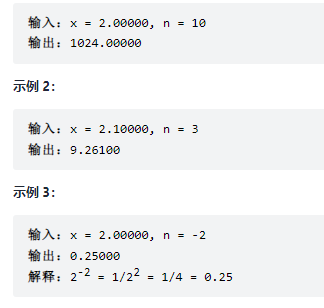 输入：x = 2.00000, n = 10
输出：1024.00000
示例 2：
输入：x = 2.10000, n = 3
输出：9.26100
示例 3：
输入：x = 2.00000, n = -2
输出：0.25000
解释：2⁻² = 1/2² = 1/4 = 0.25